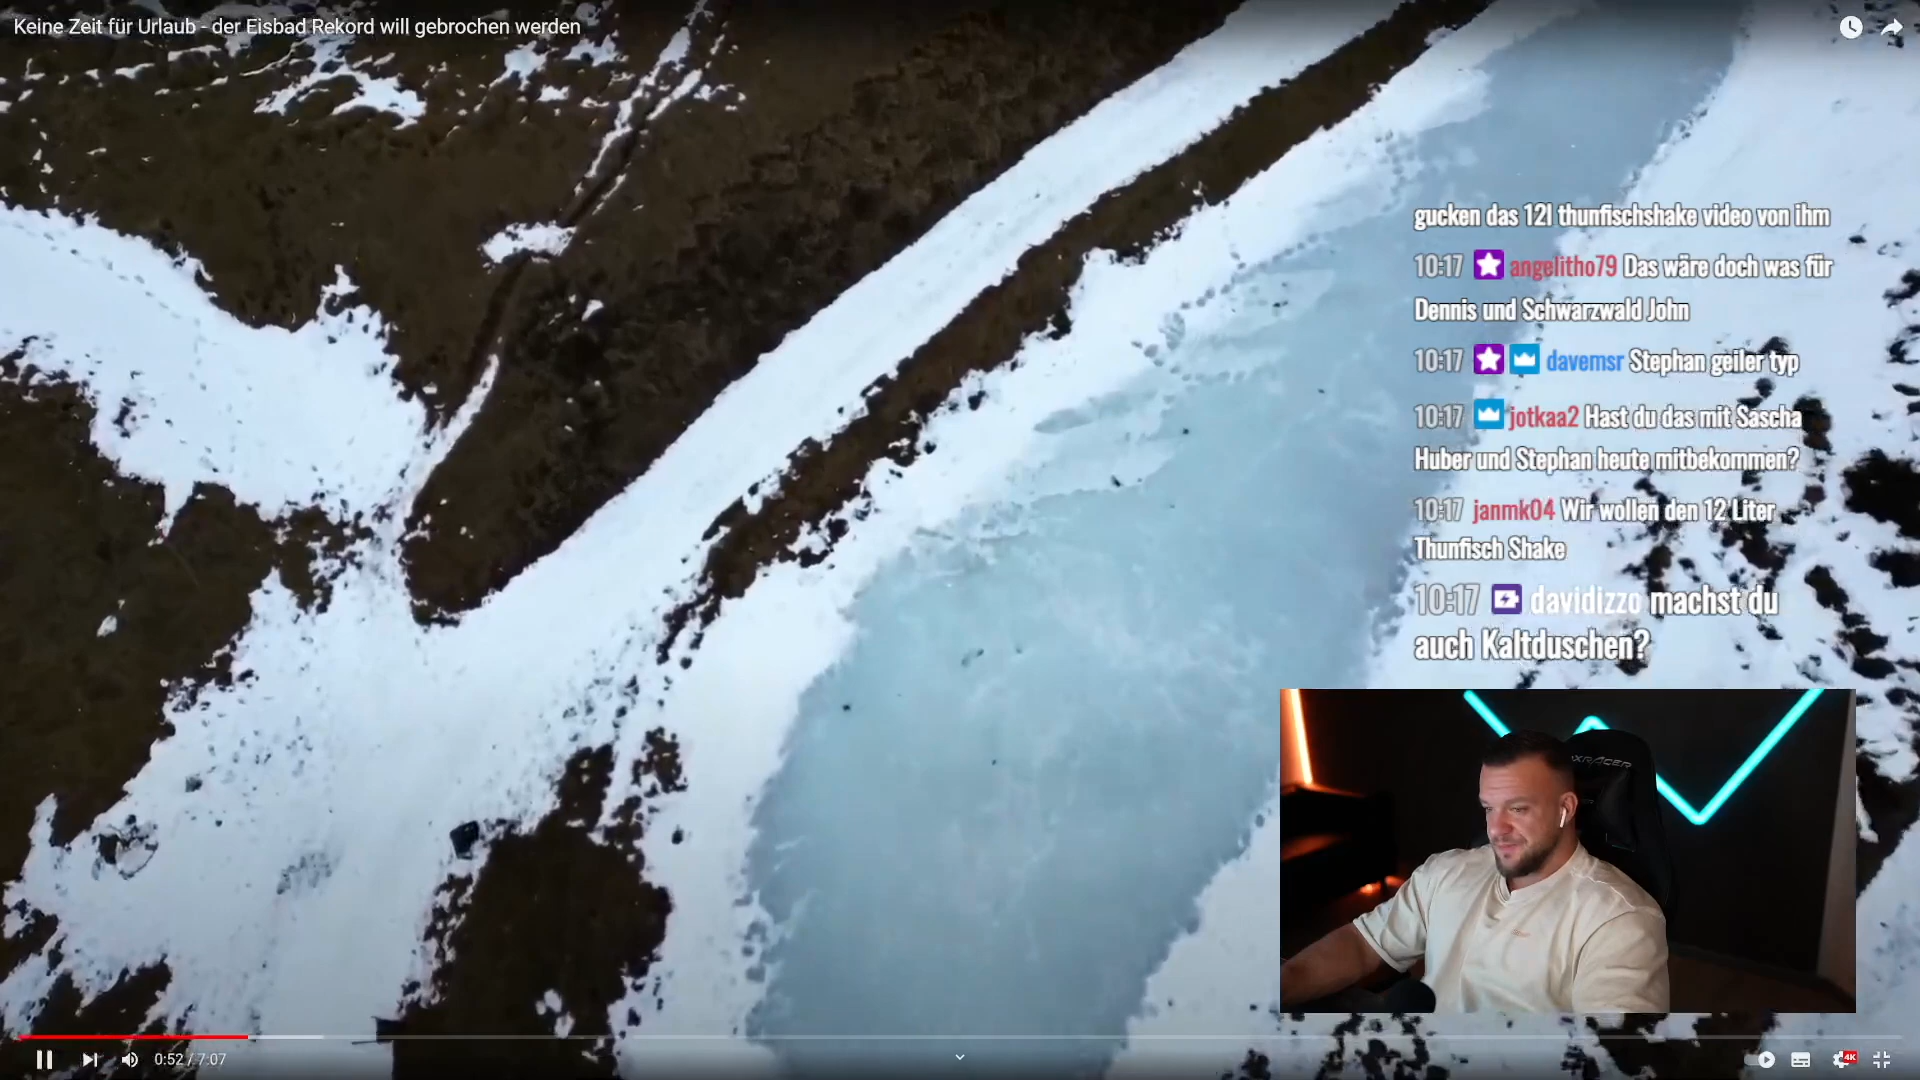 Keine Zeit für Urlaub - der Eisbad Rekord will gebrochen werden
gucken das 12l thunfischshake video von ihm
10:17 angelitho79 Das wäre doch was für
Dennis und Schwarzwald John
10:17 davemsr Stephan geiler typ
10:17 jotkaa2 Hast du das mit Sascha
Huber und Stephan heute mitbekommen?
10:17 janmk04 Wir wollen den 12 Liter
Thunfisch Shake
10:17 davidizzo machst du
auch Kaltduschen?
DXRACER
0:52 / 7:07
4K